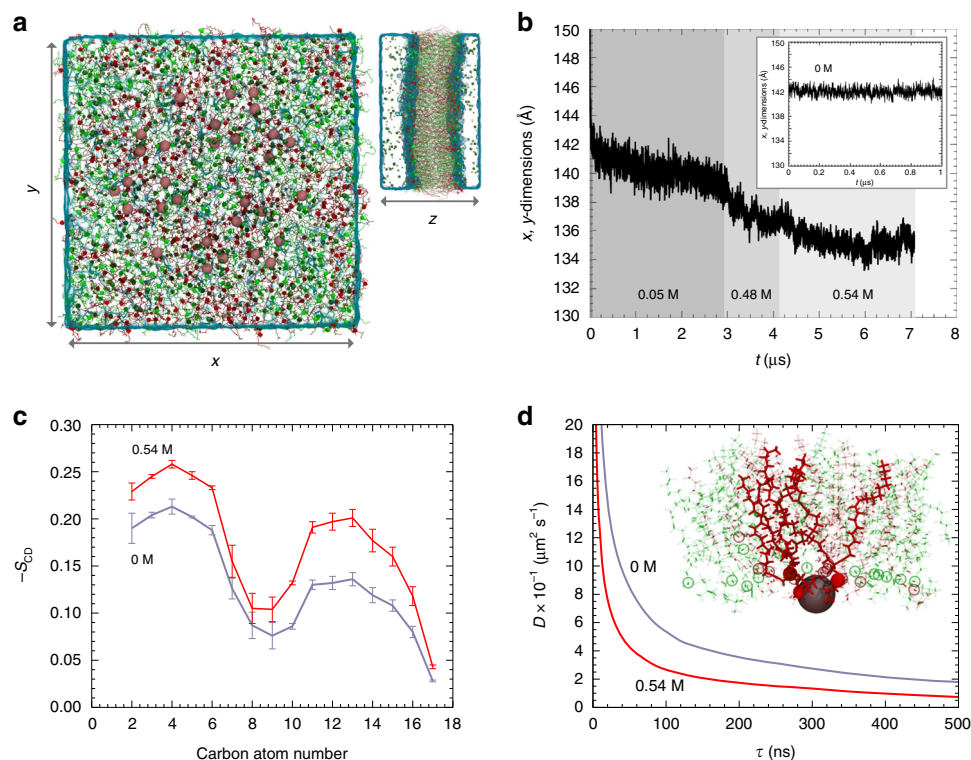 a
y
x
z
b
x, y-dimensions (Å)
150
148
146
144
142
140
138
136
134
133
130
0 1 2 3 4 5 6 7 8
t (μs)
0.05 M
0.48 M
0.54 M
x, y-dimensions (Å)
150
146
142
138
134
130
0 0.2 0.4 0.6 0.8 1
t (μs)
0 M
c
–SCD
0.30
0.25
0.20
0.15
0.10
0.05
0.00
0 2 4 6 8 10 12 14 16 18
Carbon atom number
0.54 M
0 M
d
D × 10⁻¹ (μm² s⁻¹)
20
18
16
14
12
10
8
6
4
2
0
0 100 200 300 400 500
τ (ns)
0 M
0.54 M